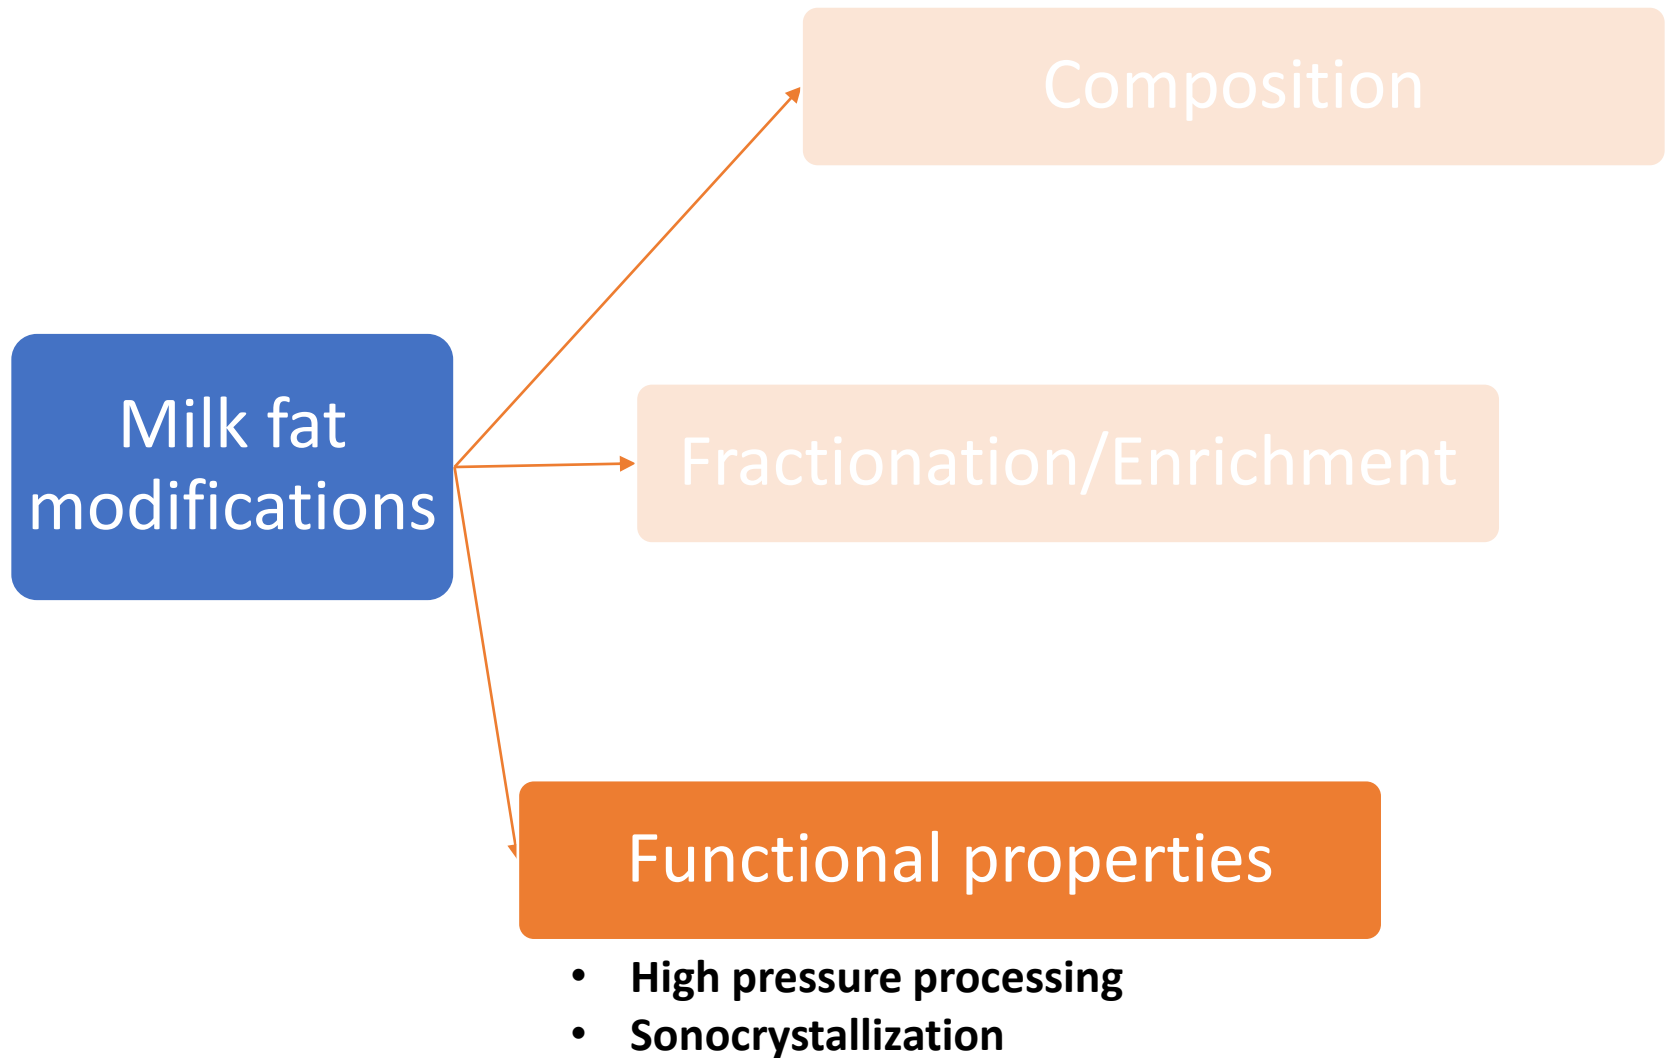 Composition
Milk fat
modifications
Fractionation/Enrichment
Functional properties
• High pressure processing
• Sonocrystallization